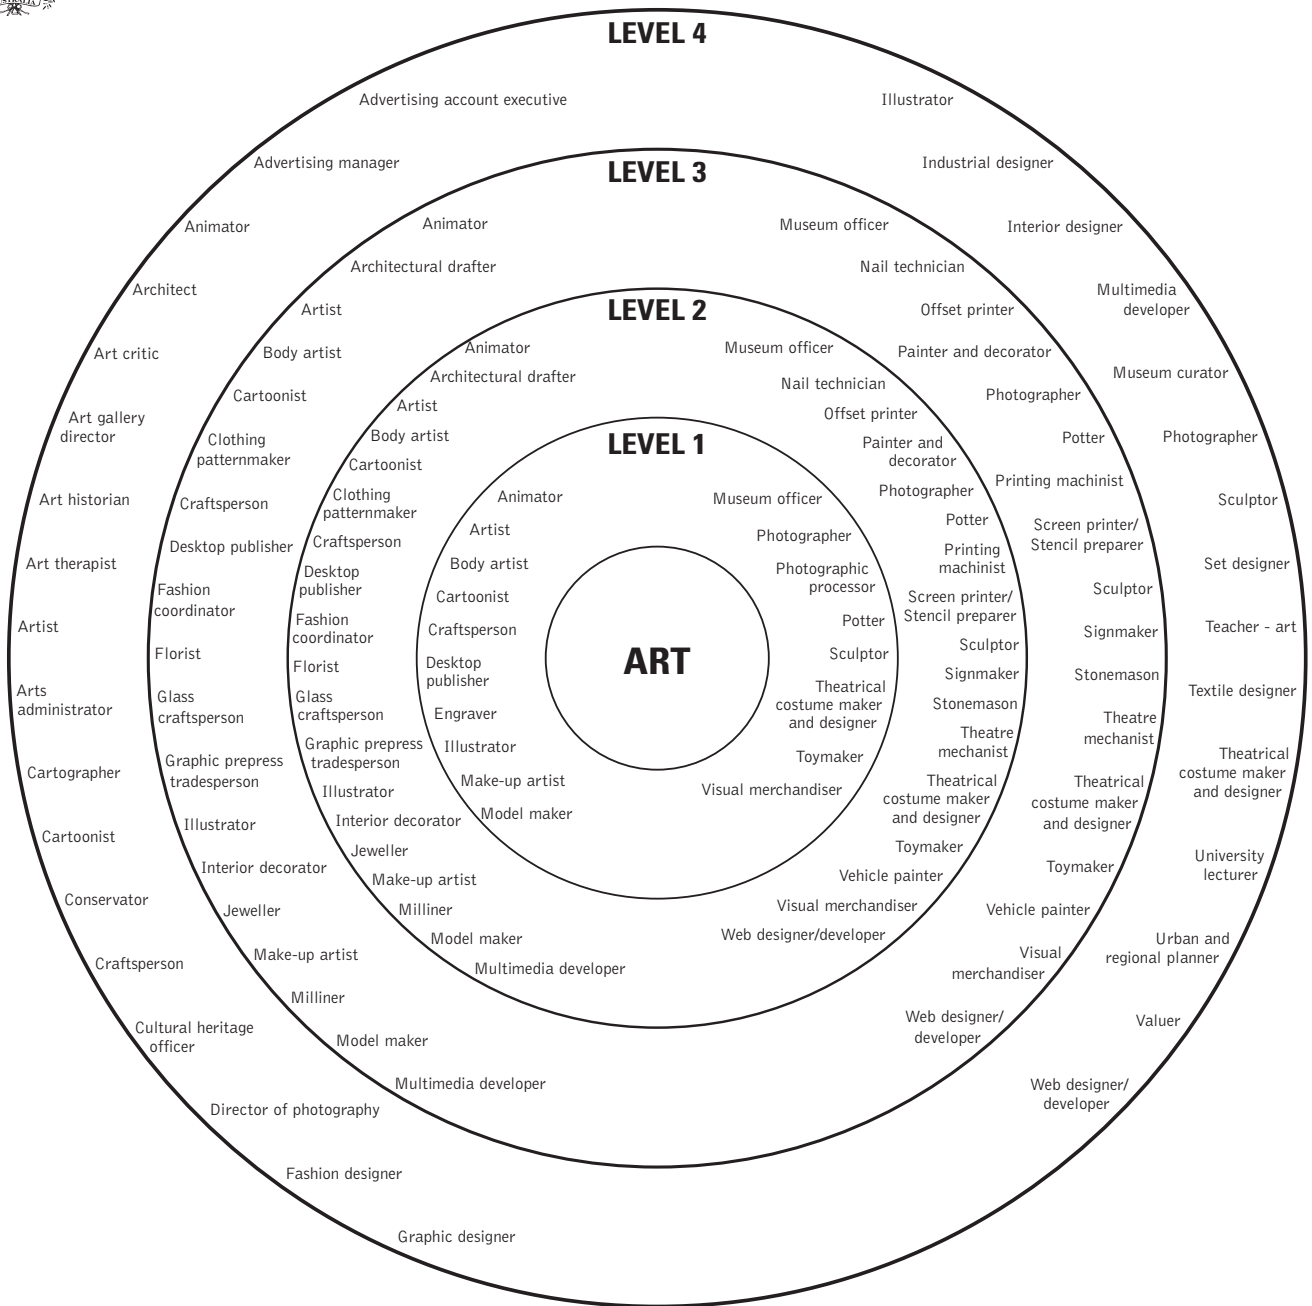 LEVEL 4
Advertising account executive
Advertising manager
Animator
Architect
Art critic
Art gallery
director
Art historian
Art therapist
Artist
Arts
administrator
Cartographer
Cartoonist
Conservator
Craftsperson
Cultural heritage
officer
Director of photography
Fashion designer
Graphic designer
Illustrator
Industrial designer
Interior designer
Multimedia
developer
Museum curator
Photographer
Sculptor
Set designer
Teacher - art
Textile designer
Theatrical
costume maker
and designer
University
lecturer
Urban and
regional planner
Valuer
Web designer/
developer
LEVEL 3
Animator
Architectural drafter
Artist
Body artist
Cartoonist
Clothing
patternmaker
Craftsperson
Desktop publisher
Fashion
coordinator
Florist
Glass
craftsperson
Graphic prepress
tradesperson
Illustrator
Interior decorator
Jeweller
Make-up artist
Milliner
Model maker
Multimedia developer
Museum officer
Nail technician
Offset printer
Painter and decorator
Photographer
Potter
Printing machinist
Screen printer/
Stencil preparer
Sculptor
Signmaker
Stonemason
Theatre
mechanist
Theatrical
costume maker
and designer
Toymaker
Vehicle painter
Visual
merchandiser
Web designer/
developer
LEVEL 2
Animator
Architectural drafter
Artist
Body artist
Cartoonist
Clothing
patternmaker
Craftsperson
Desktop
publisher
Fashion
coordinator
Florist
Glass
craftsperson
Graphic prepress
tradesperson
Illustrator
Interior decorator
Jeweller
Make-up artist
Milliner
Model maker
Multimedia developer
Museum officer
Nail technician
Offset printer
Painter and
decorator
Photographer
Potter
Printing
machinist
Screen printer/
Stencil preparer
Sculptor
Signmaker
Stonemason
Theatre
mechanist
Theatrical
costume maker
and designer
Toymaker
Vehicle painter
Visual merchandiser
Web designer/developer
LEVEL 1
Animator
Artist
Body artist
Cartoonist
Craftsperson
Desktop
publisher
Engraver
Illustrator
Make-up artist
Model maker
Museum officer
Photographer
Photographic
processor
Potter
Sculptor
Theatrical
costume maker
and designer
Toymaker
Visual merchandiser
ART